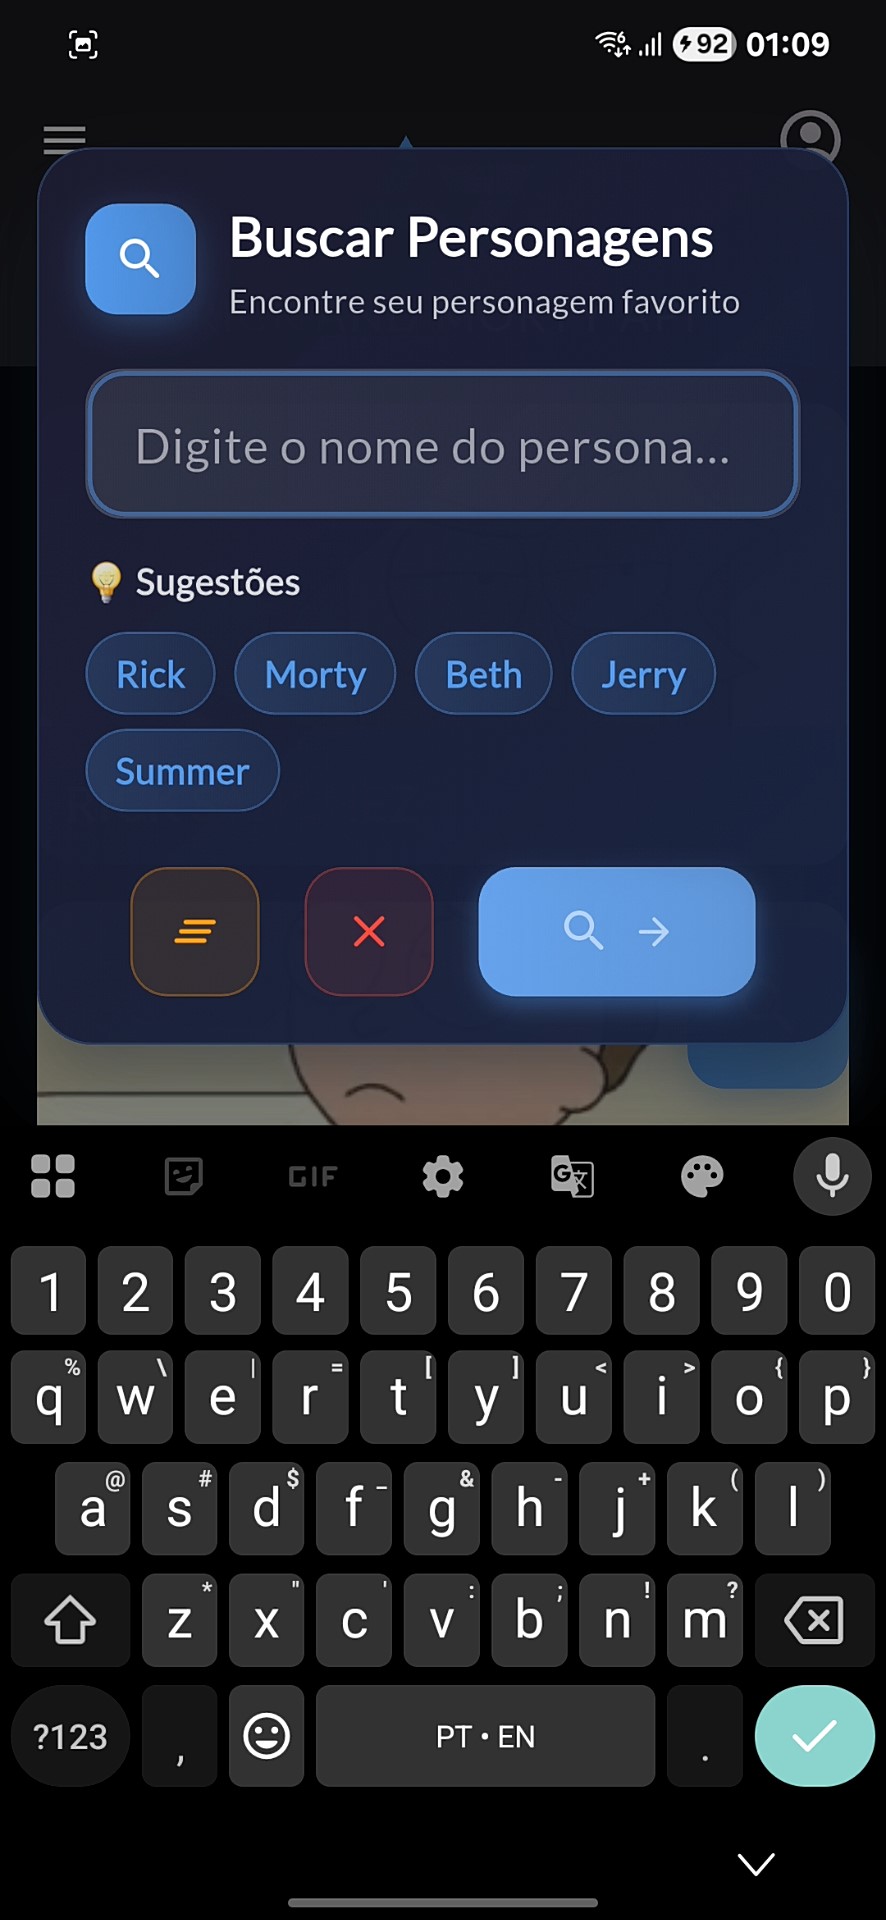 92 01:09
Buscar Personagens
Encontre seu personagem favorito
Digite o nome do persona...
💡 Sugestões
Rick Morty Beth Jerry
Summer
GIF
1 2 3 4 5 6 7 8 9 0
% \ | = [ ] < > { }
q w e r t y u i o p
@ # $ _ & - + ( )
a s d f g h j k l
* " ' : ; ! ?
z x c v b n m
?123 , PT • EN .